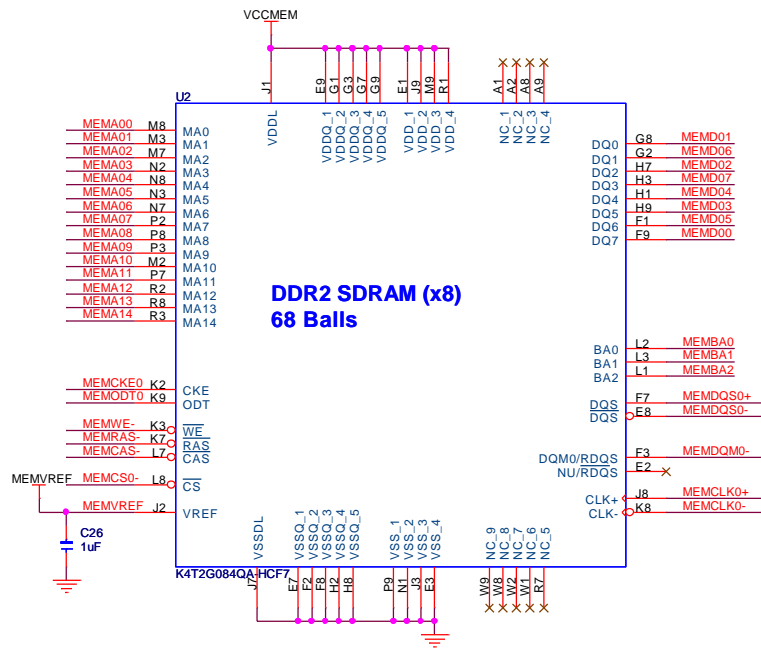 VCCMEM
U2
J1 E9 G1 G3 G7 G9 E1 J9 M9 R1 A1 A2 A8 A9
VDDL VDDQ_1 VDDQ_2 VDDQ_3 VDDQ_4 VDDQ_5 VDD_1 VDD_2 VDD_3 VDD_4 NC_1 NC_2 NC_3 NC_4
MEMA00 M8 MA0
MEMA01 M3 MA1
MEMA02 M7 MA2
MEMA03 N2 MA3
MEMA04 N8 MA4
MEMA05 N3 MA5
MEMA06 N7 MA6
MEMA07 P2 MA7
MEMA08 P8 MA8
MEMA09 P3 MA9
MEMA10 M2 MA10
MEMA11 P7 MA11
MEMA12 R2 MA12
MEMA13 R8 MA13
MEMA14 R3 MA14
DQ0 G8 MEMD01
DQ1 G2 MEMD06
DQ2 H7 MEMD02
DQ3 H3 MEMD07
DQ4 H1 MEMD04
DQ5 H9 MEMD03
DQ6 F1 MEMD05
DQ7 F9 MEMD00
DDR2 SDRAM (x8)
68 Balls
BA0 L2 MEMBA0
BA1 L3 MEMBA1
BA2 L1 MEMBA2
MEMCKE0 K2 CKE
MEMODT0 K9 ODT
DQS F7 MEMDQS0+
DQS E8 MEMDQS0-
MEMWE- K3 WE
MEMRAS- K7 RAS
MEMCAS- L7 CAS
DQM0/RDQS F3 MEMDQM0-
NU/RDQS E2
MEMVREF
MEMCS0- L8 CS
MEMVREF J2 VREF
CLK+ J8 MEMCLK0+
CLK- K8 MEMCLK0-
C26
1uF
VSSDL VSSQ_1 VSSQ_2 VSSQ_3 VSSQ_4 VSSQ_5 VSS_1 VSS_2 VSS_3 VSS_4 NC_9 NC_8 NC_7 NC_6 NC_5
K4T2G084QA-HCF7
J7 E7 F2 F8 H2 H8 P9 N1 J3 E3 W9 W8 W2 W1 R7